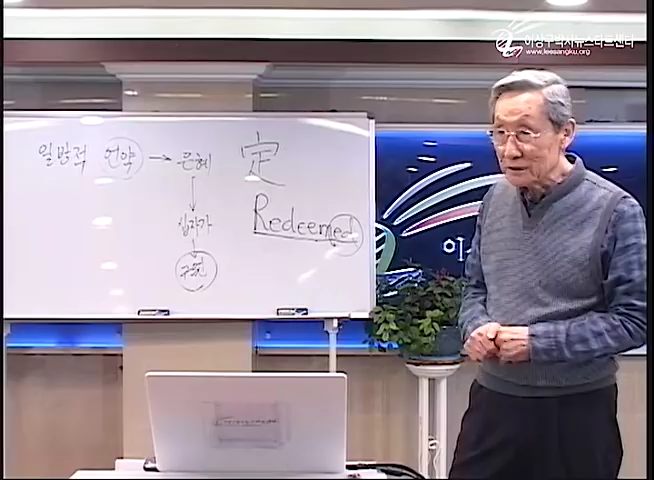 이상구박사뉴스타트센터
www.leesangku.org
일방적 언약 → 은혜
定
십자가
구원
Redeemed
이